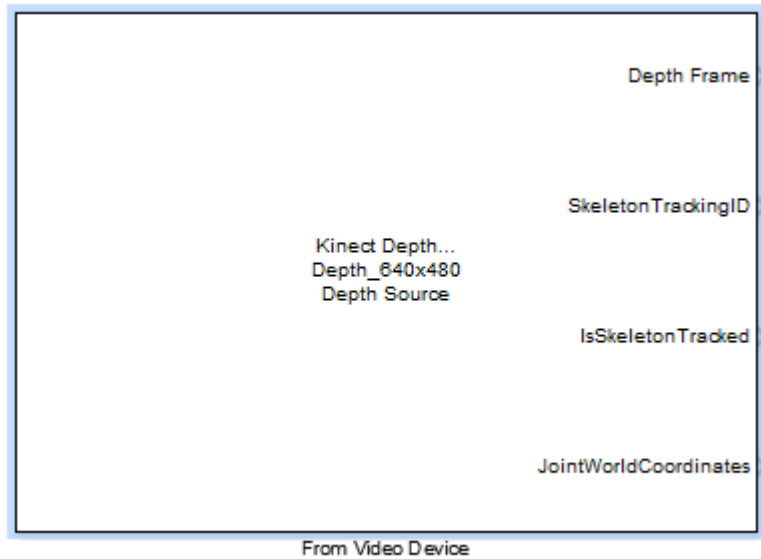 Depth Frame
SkeletonTrackingID
Kinect Depth...
Depth_640x480
Depth Source
IsSkeletonTracked
JointWorldCoordinates
From Video Device